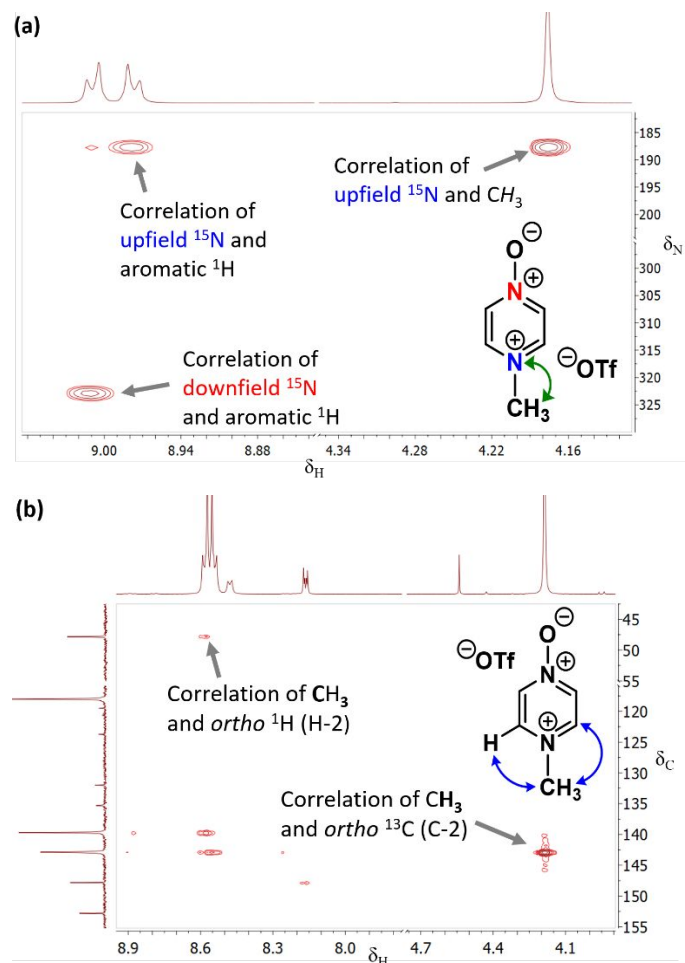 (a)
185
190
195
200
300
305
310
315
320
325
δN
Correlation of
upfield ¹⁵N and
aromatic ¹H
Correlation of
upfield ¹⁵N and CH₃
Correlation of
downfield ¹⁵N
and aromatic ¹H
O ⊖
N ⊕
⊕ N
⊖OTf
CH₃
9.00 8.94 8.88 4.34 4.28 4.22 4.16
δH
(b)
45
50
55
120
125
130
135
140
145
150
155
δC
Correlation of CH₃
and ortho ¹H (H-2)
Correlation of CH₃
and ortho ¹³C (C-2)
⊖OTf
O ⊖
N ⊕
H
⊕ N
CH₃
8.9 8.6 8.3 8.0 4.7 4.4 4.1
δH